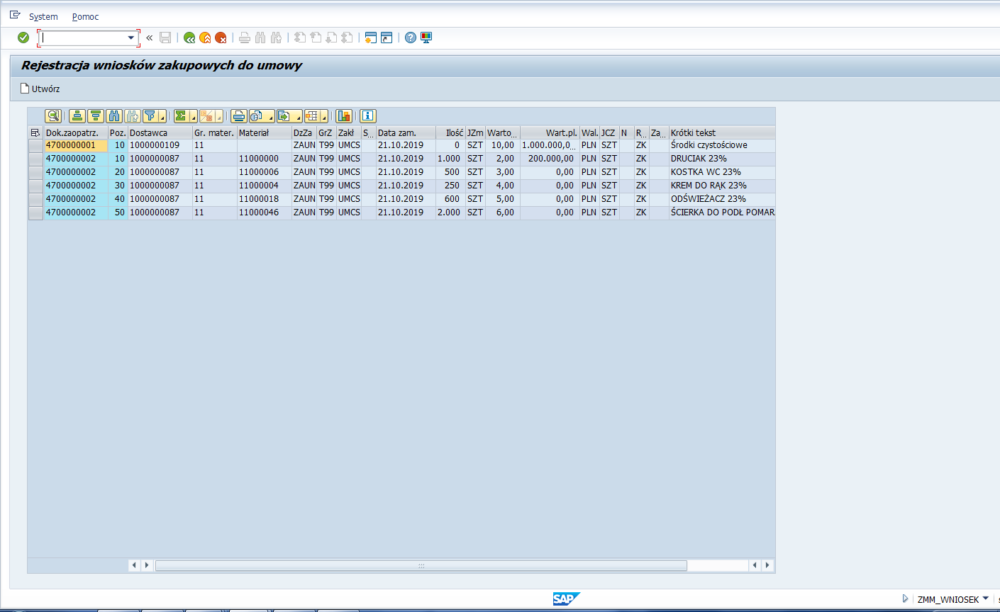 System Pomoc
«
Rejestracja wniosków zakupowych do umowy
Utwórz
Dok.zaopatrz. Poz. Dostawca Gr. mater. Materiał DzZa GrZ Zakł S... Data zam. Ilość JZm Warto... Wart.pl. Wal. JCZ N R... Za... Krótki tekst
4700000001 10 1000000109 11 ZAUN T99 UMCS 21.10.2019 0 SZT 10,00 1.000.000,0... PLN SZT ZK Środki czystościowe
4700000002 10 1000000087 11 11000000 ZAUN T99 UMCS 21.10.2019 1.000 SZT 2,00 200.000,00 PLN SZT ZK DRUCIAK 23%
4700000002 20 1000000087 11 11000006 ZAUN T99 UMCS 21.10.2019 500 SZT 3,00 0,00 PLN SZT ZK KOSTKA WC 23%
4700000002 30 1000000087 11 11000004 ZAUN T99 UMCS 21.10.2019 250 SZT 4,00 0,00 PLN SZT ZK KREM DO RĄK 23%
4700000002 40 1000000087 11 11000018 ZAUN T99 UMCS 21.10.2019 600 SZT 5,00 0,00 PLN SZT ZK ODŚWIEŻACZ 23%
4700000002 50 1000000087 11 11000046 ZAUN T99 UMCS 21.10.2019 2.000 SZT 6,00 0,00 PLN SZT ZK ŚCIERKA DO PODŁ POMAR
SAP ZMM_WNIOSEK